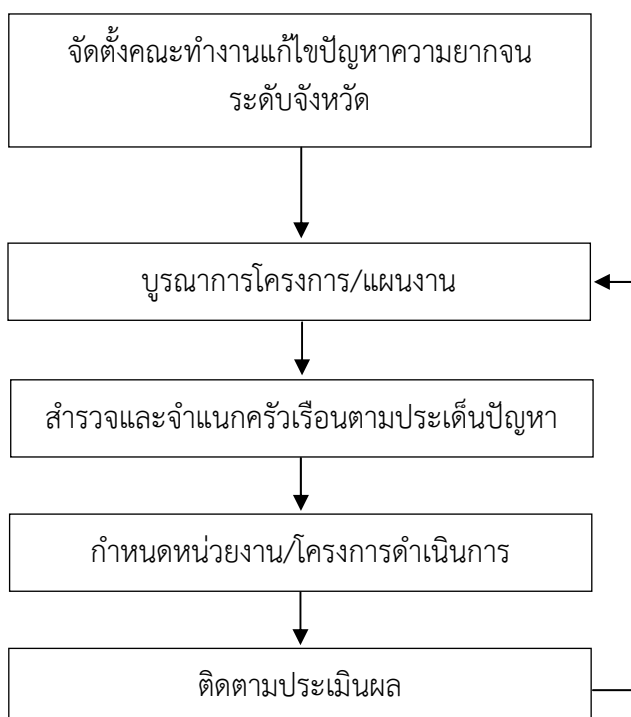 จัดตั้งคณะทำงานแก้ไขปัญหาความยากจน
ระดับจังหวัด
บูรณาการโครงการ/แผนงาน
สำรวจและจำแนกครัวเรือนตามประเด็นปัญหา
กำหนดหน่วยงาน/โครงการดำเนินการ
ติดตามประเมินผล